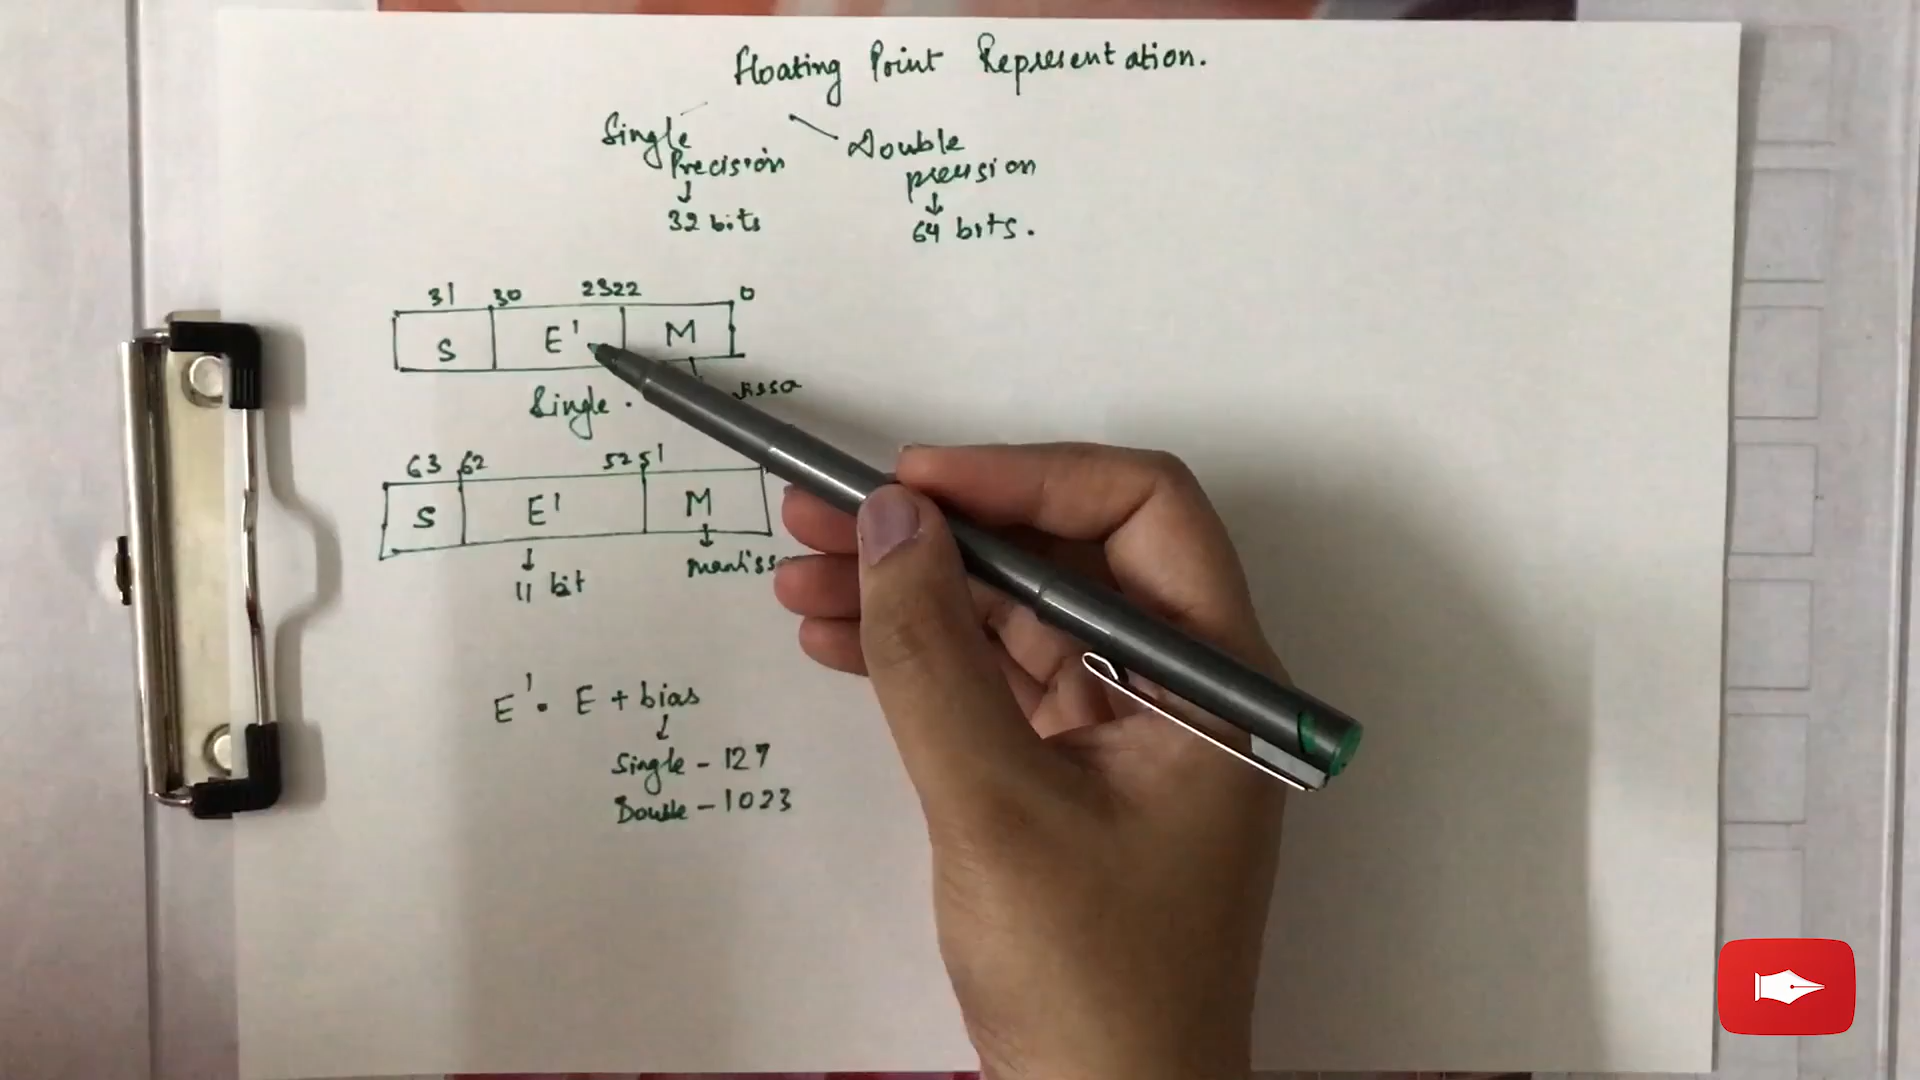 Floating Point Representation.
Single
Precision
↓
32 bits
Double
precision
↓
64 bits.
31 30 23 22 0
S E' M
Single.
63 62 52 51
S E' M
↓ ↓
11 bit
E' = E + bias
↓
Single - 127
Double - 1023